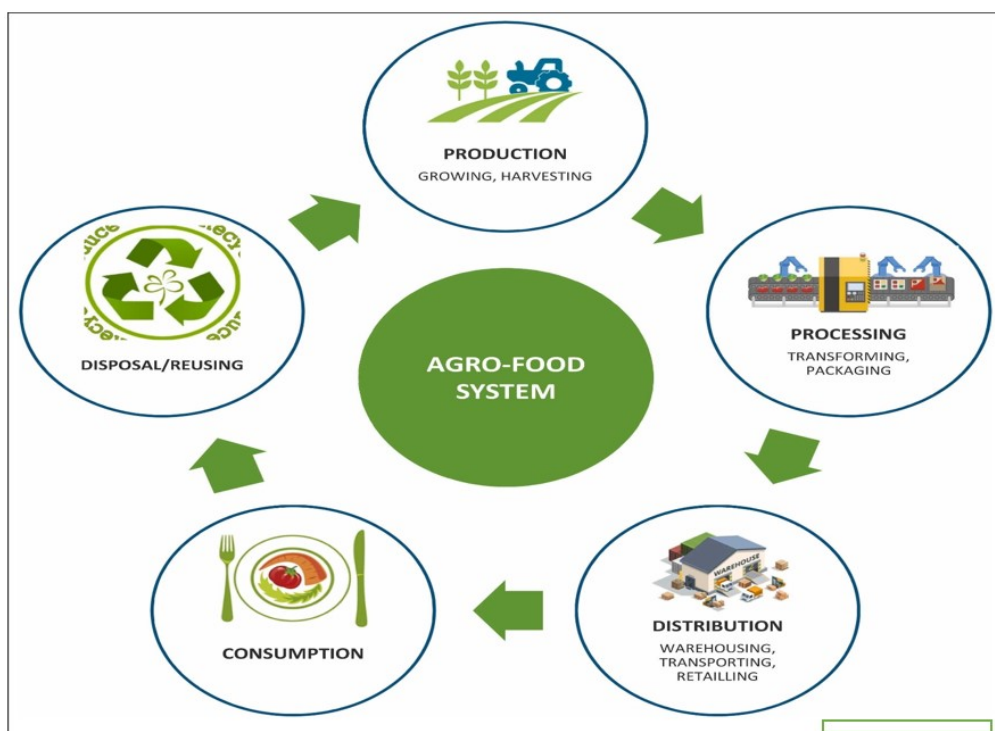 PRODUCTION
GROWING, HARVESTING
PROCESSING
TRANSFORMING,
PACKAGING
WAREHOUSE
DISTRIBUTION
WAREHOUSING,
TRANSPORTING,
RETAILLING
CONSUMPTION
DISPOSAL/REUSING
AGRO-FOOD
SYSTEM